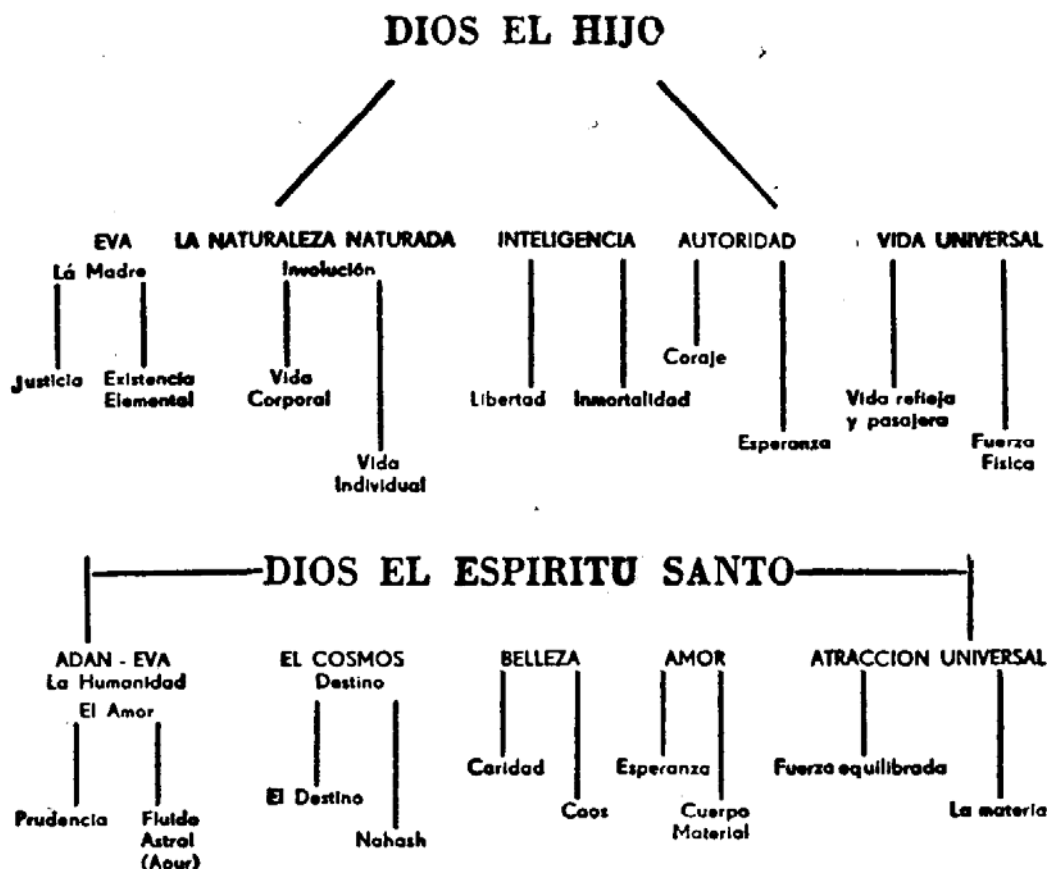 DIOS EL HIJO
EVA
LA NATURALEZA NATURADA
INTELIGENCIA
AUTORIDAD
VIDA UNIVERSAL
Lá Madre
Involución
Justicia
Existencia
Elemental
Vida
Corporal
Vida
Individual
Libertad
Inmortalidad
Coraje
Esperanza
Vida refleja
y pasajera
Fuerza
Física
DIOS EL ESPIRITU SANTO
ADAN - EVA
La Humanidad
El Amor
EL COSMOS
Destino
BELLEZA
AMOR
ATRACCION UNIVERSAL
Prudencia
Fluido
Astral
(Aour)
El Destino
Nahash
Caridad
Caos
Esperanza
Cuerpo
Material
Fuerza equilibrada
La materia